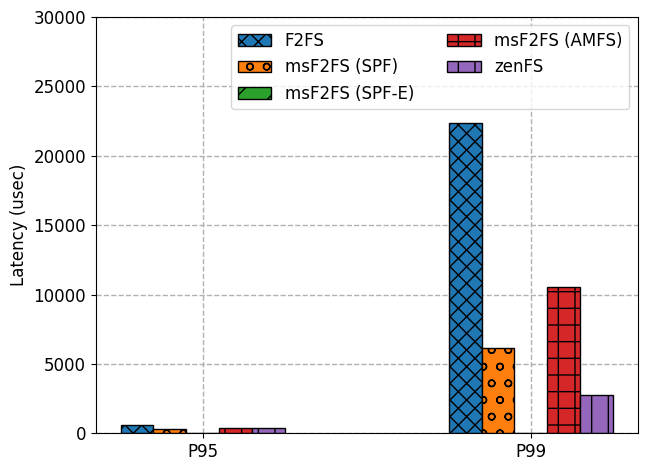 30000
25000
20000
15000
10000
5000
0
Latency (usec)
F2FS
msF2FS (SPF)
msF2FS (SPF-E)
msF2FS (AMFS)
zenFS
P95
P99